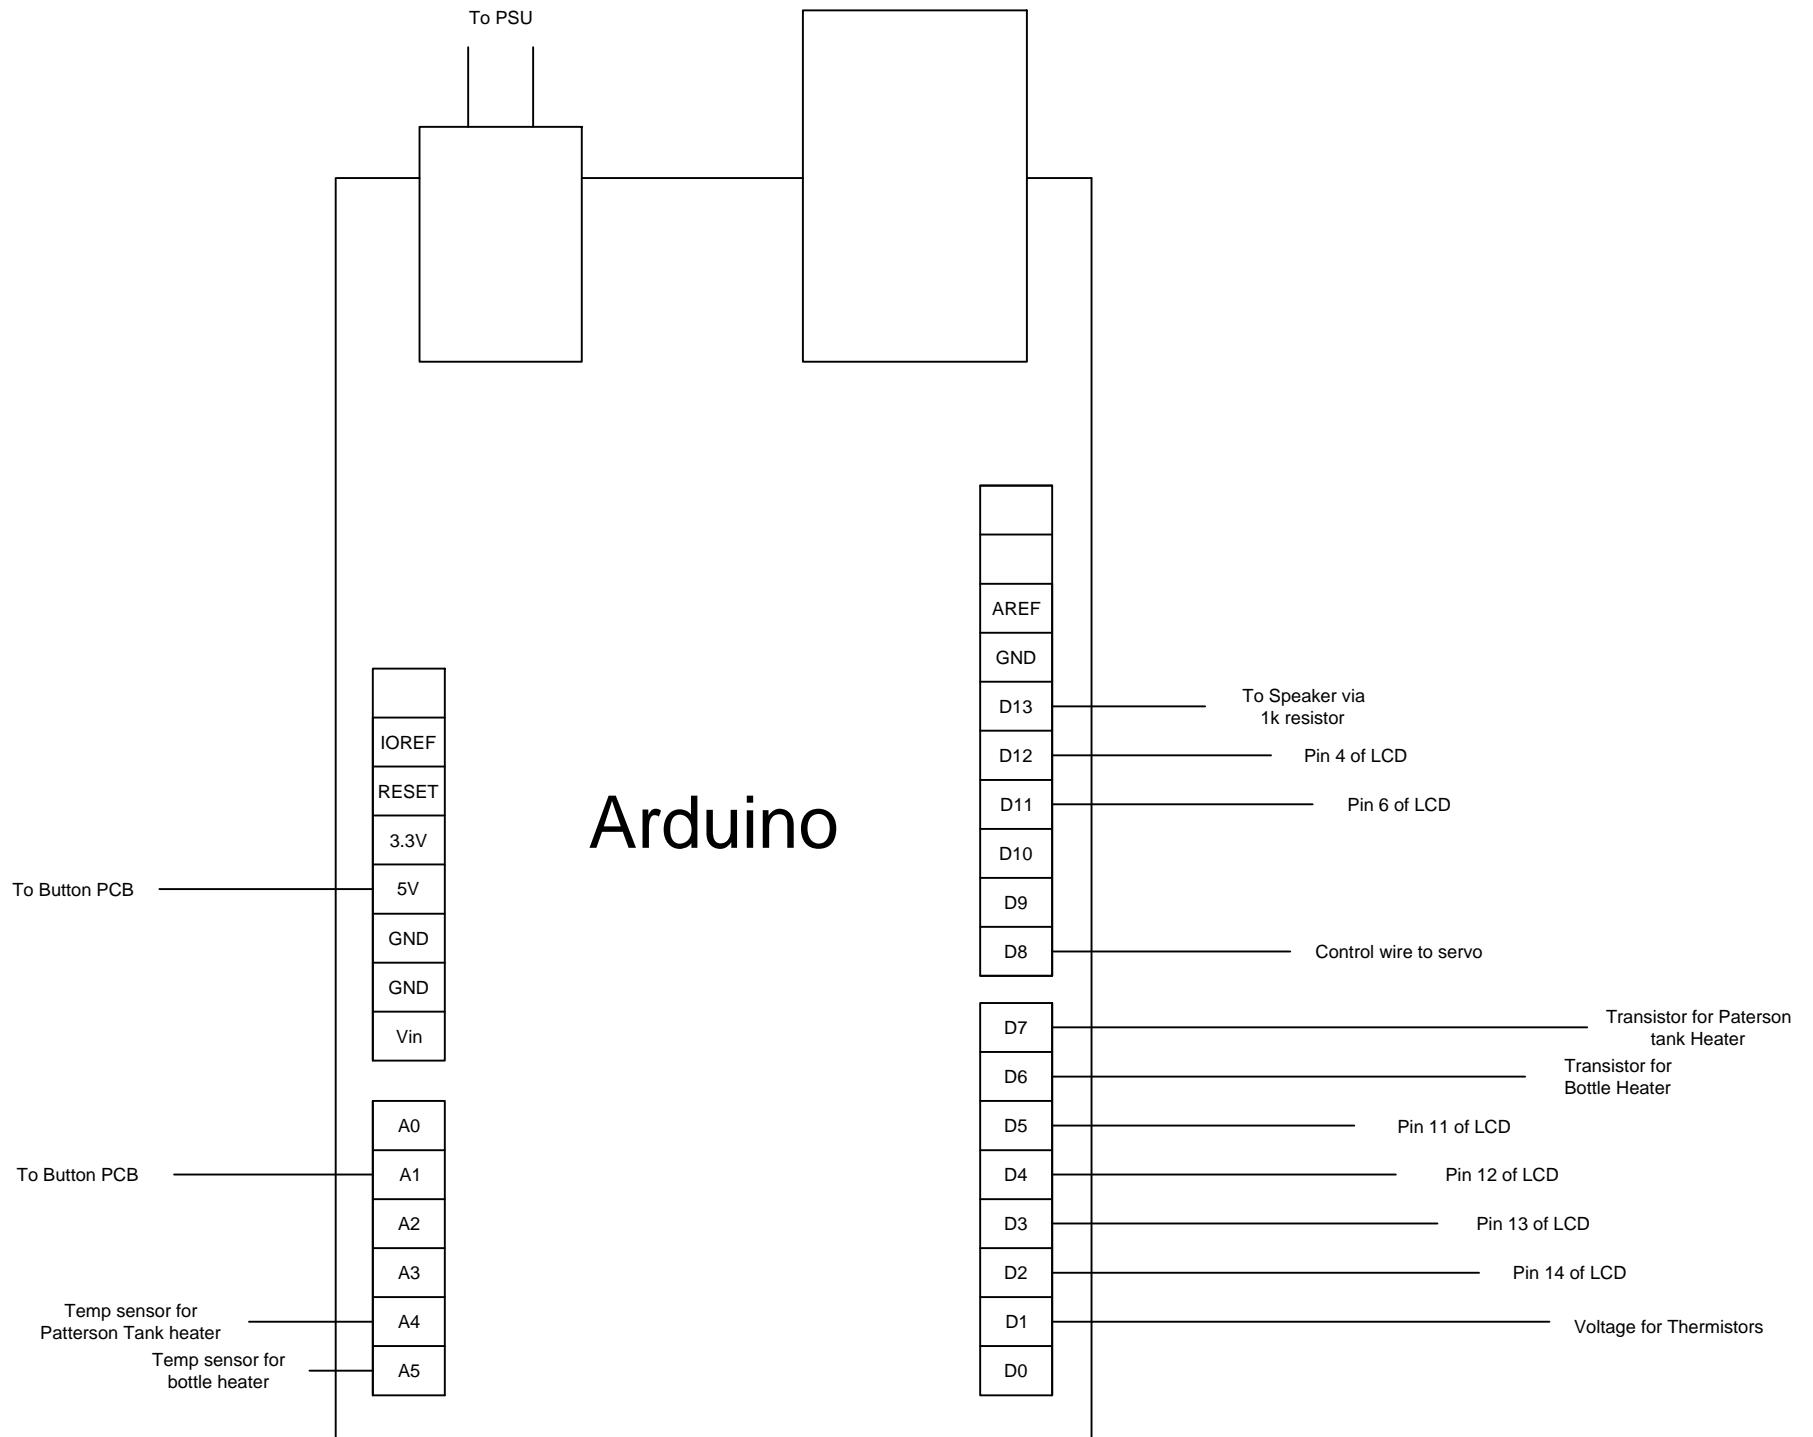 To PSU
Arduino
IOREF
RESET
3.3V
To Button PCB
5V
GND
GND
Vin
A0
To Button PCB
A1
A2
A3
Temp sensor for
Patterson Tank heater
A4
Temp sensor for
bottle heater
A5
AREF
GND
D13
To Speaker via
1k resistor
D12
Pin 4 of LCD
D11
Pin 6 of LCD
D10
D9
D8
Control wire to servo
D7
Transistor for Paterson
tank Heater
D6
Transistor for
Bottle Heater
D5
Pin 11 of LCD
D4
Pin 12 of LCD
D3
Pin 13 of LCD
D2
Pin 14 of LCD
D1
Voltage for Thermistors
D0